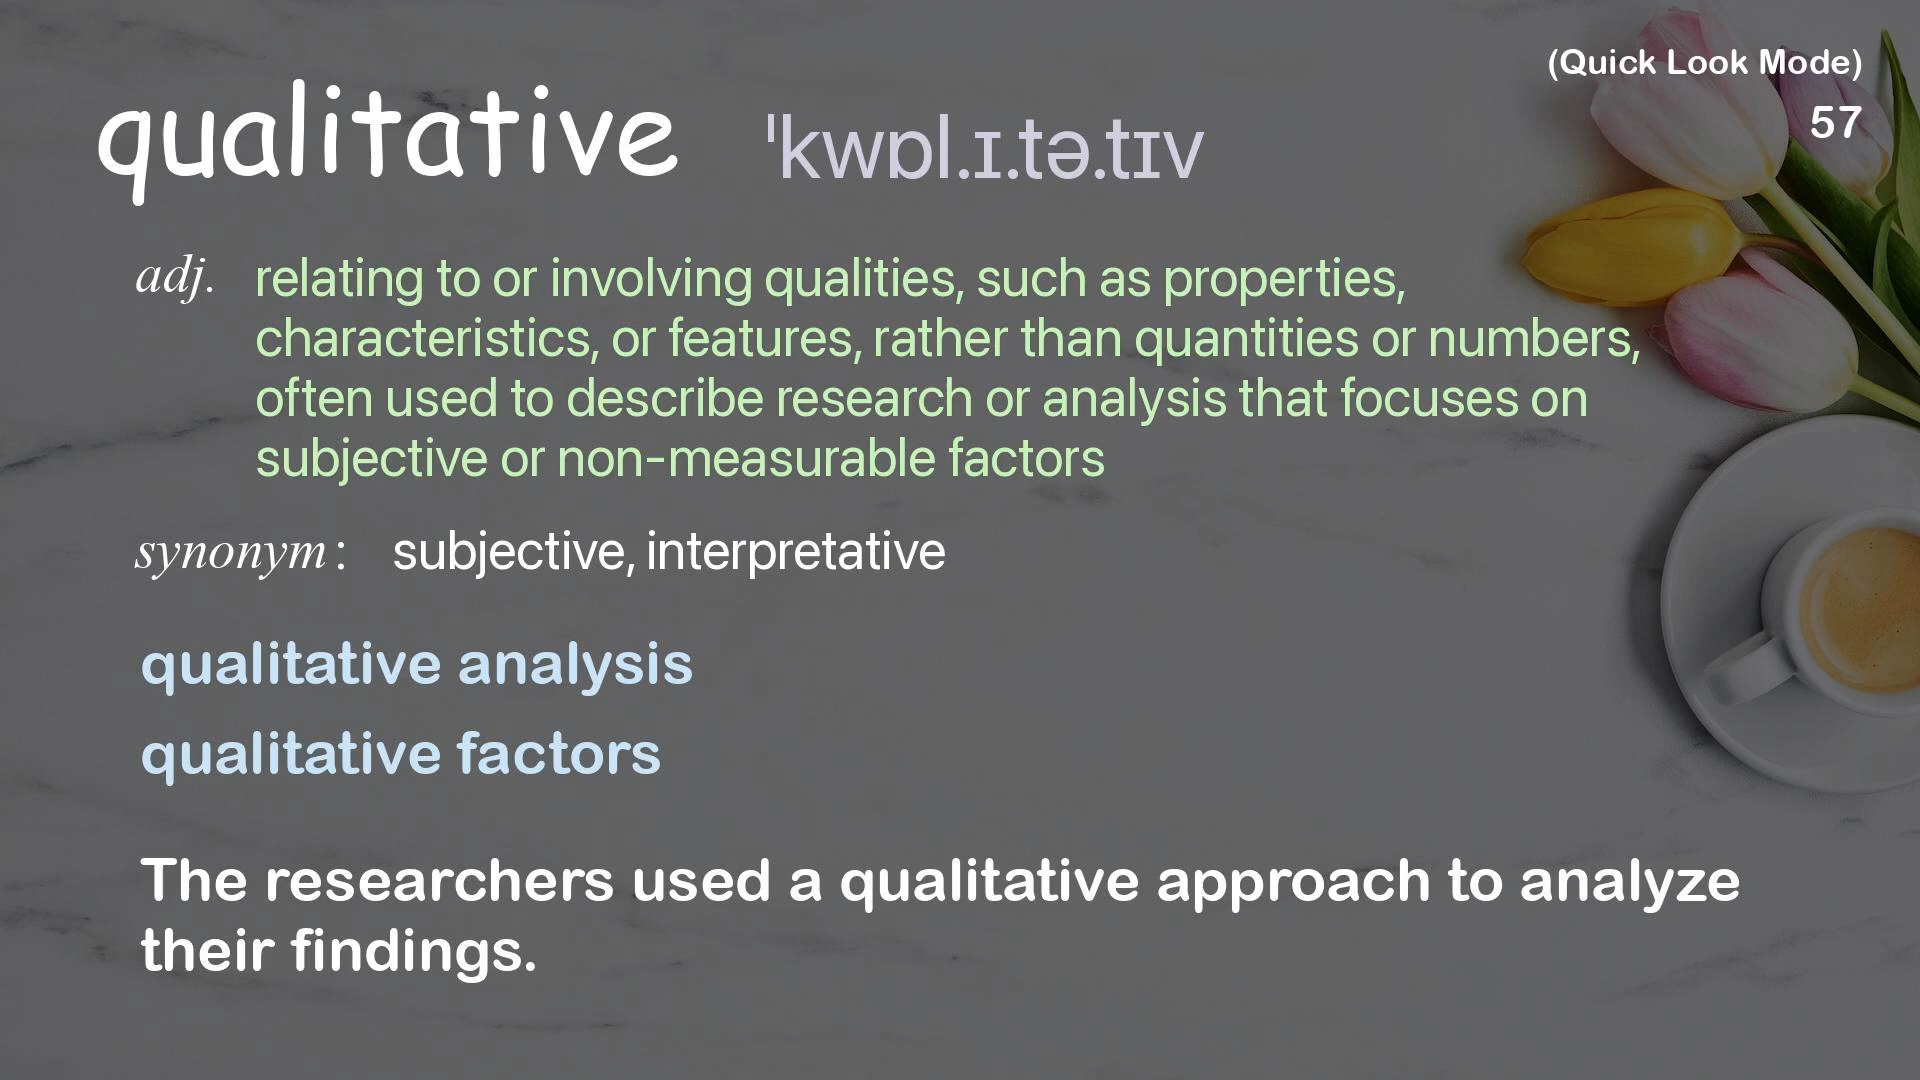 (Quick Look Mode)
57
qualitative ˈkwɒl.ɪ.tə.tɪv
adj. relating to or involving qualities, such as properties,
characteristics, or features, rather than quantities or numbers,
often used to describe research or analysis that focuses on
subjective or non-measurable factors
synonym: subjective, interpretative
qualitative analysis
qualitative factors
The researchers used a qualitative approach to analyze
their findings.